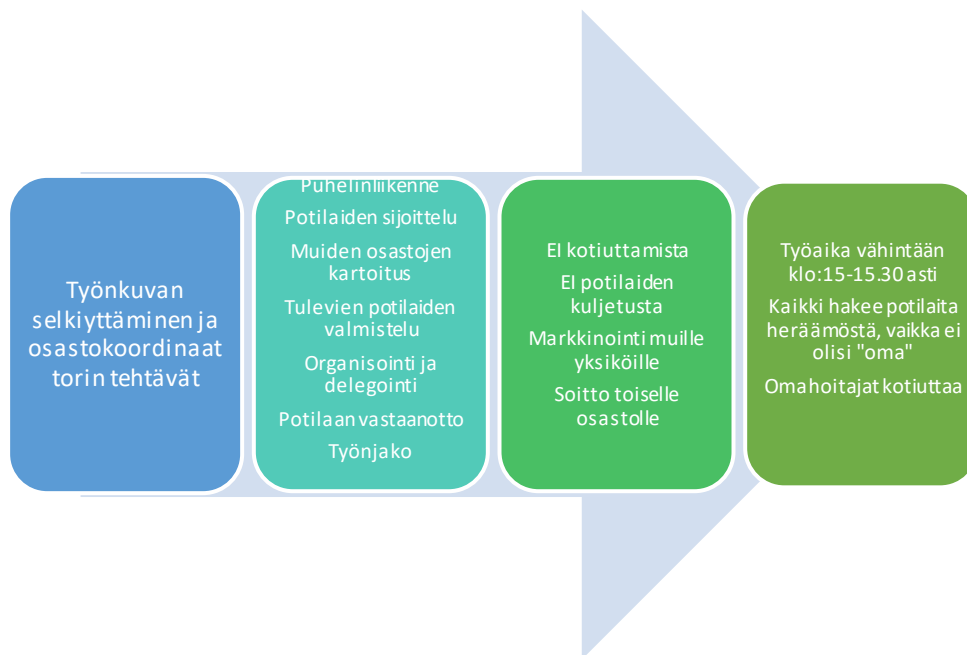 Työnkuvan
selkiyttäminen ja
osastokoordinaat
torin tehtävät
Puhelinliikenne
Potilaiden sijoittelu
Muiden osastojen
kartoitus
Tulevien potilaiden
valmistelu
Organisointi ja
delegointi
Potilaan vastaanotto
Työnjako
EI kotiuttamista
EI potilaiden
kuljetusta
Markkinointi muille
yksiköille
Soitto toiselle
osastolle
Työaika vähintään
klo:15-15.30 asti
Kaikki hakee potilaita
heräämöstä, vaikka ei
olisi "oma"
Omahoitajat kotiuttaa